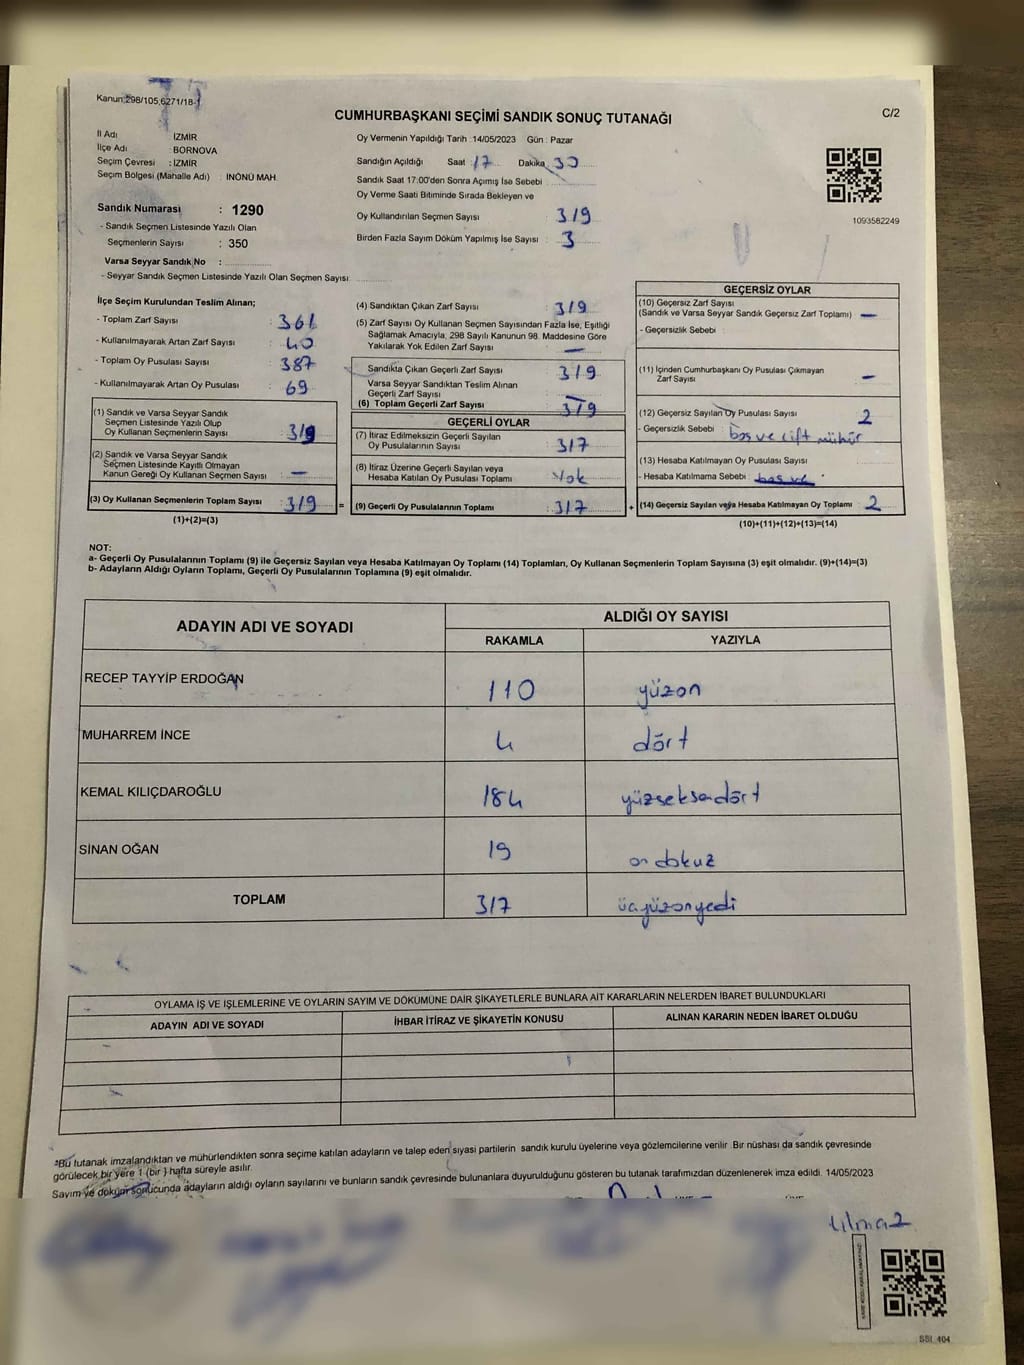 Kanun:298/105,6271/18-1
CUMHURBAŞKANI SEÇİMİ SANDIK SONUÇ TUTANAĞI
C/2
İl Adı : İZMİR
İlçe Adı : BORNOVA
Seçim Çevresi : İZMİR
Seçim Bölgesi (Mahalle Adı) : İNÖNÜ MAH.
Sandık Numarası : 1290
- Sandık Seçmen Listesinde Yazılı Olan
Seçmenlerin Sayısı : 350
Varsa Seyyar Sandık No :
- Seyyar Sandık Seçmen Listesinde Yazılı Olan Seçmen Sayısı
Oy Vermenin Yapıldığı Tarih :14/05/2023 Gün : Pazar
Sandığın Açıldığı Saat :17 Dakika 30
Sandık Saat 17:00'den Sonra Açımış İse Sebebi :
Oy Verme Saati Bitiminde Sırada Bekleyen ve
Oy Kullandırılan Seçmen Sayısı : 319
Birden Fazla Sayım Döküm Yapılmış İse Sayısı : 3
1093582249
İlçe Seçim Kurulundan Teslim Alınan;
- Toplam Zarf Sayısı : 361
- Kullanılmayarak Artan Zarf Sayısı : 40
- Toplam Oy Pusulası Sayısı : 387
- Kullanılmayarak Artan Oy Pusulası : 69
(1) Sandık ve Varsa Seyyar Sandık
Seçmen Listesinde Yazılı Olup
Oy Kullanan Seçmenlerin Sayısı : 319
(2) Sandık ve Varsa Seyyar Sandık
Seçmen Listesinde Kayıtlı Olmayan
Kanun Gereği Oy Kullanan Seçmen Sayısı : —
(3) Oy Kullanan Seçmenlerin Toplam Sayısı : 319 =
(1)+(2)=(3)
(4) Sandıktan Çıkan Zarf Sayısı : 319
(5) Zarf Sayısı Oy Kullanan Seçmen Sayısından Fazla İse, Eşitliği
Sağlamak Amacıyla, 298 Sayılı Kanunun 98. Maddesine Göre
Yakılarak Yok Edilen Zarf Sayısı : —
Sandıkta Çıkan Geçerli Zarf Sayısı : 319
Varsa Seyyar Sandıktan Teslim Alınan
Geçerli Zarf Sayısı : —
(6) Toplam Geçerli Zarf Sayısı : 319
GEÇERLİ OYLAR
(7) İtiraz Edilmeksizin Geçerli Sayılan
Oy Pusulalarının Sayısı : 317
(8) İtiraz Üzerine Geçerli Sayılan veya
Hesaba Katılan Oy Pusulası Toplamı : Yok
(9) Geçerli Oy Pusulalarının Toplamı : 317 +
GEÇERSİZ OYLAR
(10) Geçersiz Zarf Sayısı
(Sandık ve Varsa Seyyar Sandık Geçersiz Zarf Toplamı) : —
- Geçersizlik Sebebi :
(11) İçinden Cumhurbaşkanı Oy Pusulası Çıkmayan
Zarf Sayısı : —
(12) Geçersiz Sayılan Oy Pusulası Sayısı : 2
- Geçersizlik Sebebi : boş ve çift mühür
(13) Hesaba Katılmayan Oy Pusulası Sayısı :
- Hesaba Katılmama Sebebi : boş ve
(14) Geçersiz Sayılan veya Hesaba Katılmayan Oy Toplamı : 2
(10)+(11)+(12)+(13)=(14)
NOT:
a- Geçerli Oy Pusulalarının Toplamı (9) ile Geçersiz Sayılan veya Hesaba Katılmayan Oy Toplamı (14) Toplamları, Oy Kullanan Seçmenlerin Toplam Sayısına (3) eşit olmalıdır. (9)+(14)=(3)
b- Adayların Aldığı Oyların Toplamı, Geçerli Oy Pusulalarının Toplamına (9) eşit olmalıdır.
ADAYIN ADI VE SOYADI ALDIĞI OY SAYISI
RAKAMLA YAZIYLA
RECEP TAYYİP ERDOĞAN 110 yüzon
MUHARREM İNCE 4 dört
KEMAL KILIÇDAROĞLU 184 yüzseksendört
SİNAN OĞAN 19 on dokuz
TOPLAM 317 üçyüzonyedi
OYLAMA İŞ VE İŞLEMLERİNE VE OYLARIN SAYIM VE DÖKÜMÜNE DAİR ŞİKAYETLERLE BUNLARA AİT KARARLARIN NELERDEN İBARET BULUNDUKLARI
ADAYIN ADI VE SOYADI İHBAR İTİRAZ VE ŞİKAYETİN KONUSU ALINAN KARARIN NEDEN İBARET OLDUĞU
*Bu tutanak imzalandıktan ve mühürlendikten sonra seçime katılan adayların ve talep eden siyasi partilerin sandık kurulu üyelerine veya gözlemcilerine verilir. Bir nüshası da sandık çevresinde
görülecek bir yere 1 (bir) hafta süreyle asılır.
Sayım ve döküm sonucunda adayların aldığı oyların sayılarını ve bunların sandık çevresinde bulunanlara duyurulduğunu gösteren bu tutanak tarafımızdan düzenlenerek imza edildi. 14/05/2023
Yılmaz
SSI 404